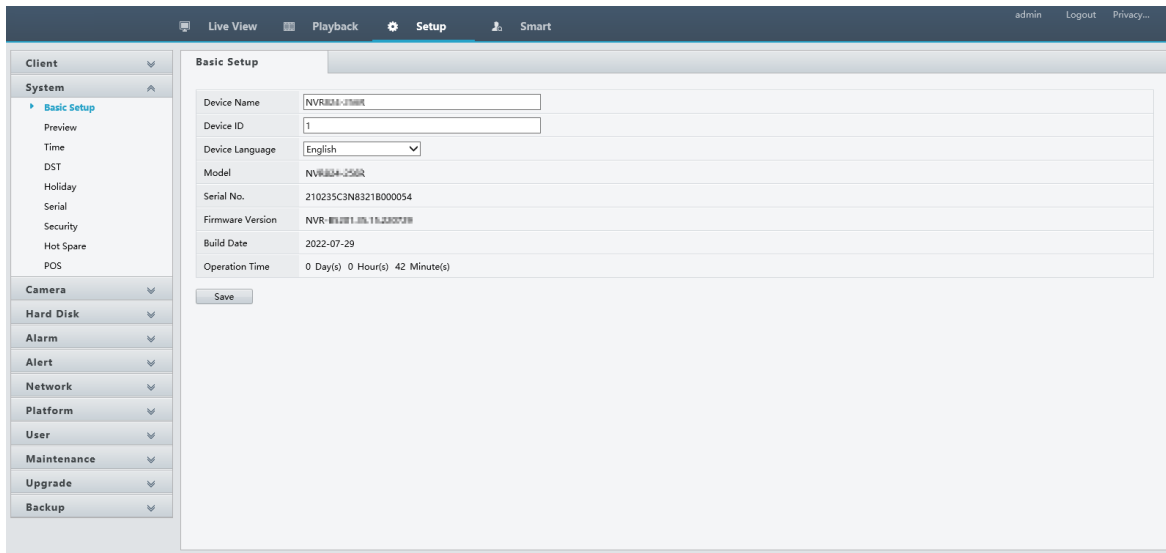 admin Logout Privacy...
Live View Playback Setup Smart
Client
System
Basic Setup
Preview
Time
DST
Holiday
Serial
Security
Hot Spare
POS
Camera
Hard Disk
Alarm
Alert
Network
Platform
User
Maintenance
Upgrade
Backup
Basic Setup
Device Name
Device ID 1
Device Language English
Model
Serial No. 210235C3N8321B000054
Firmware Version
Build Date 2022-07-29
Operation Time 0 Day(s) 0 Hour(s) 42 Minute(s)
Save